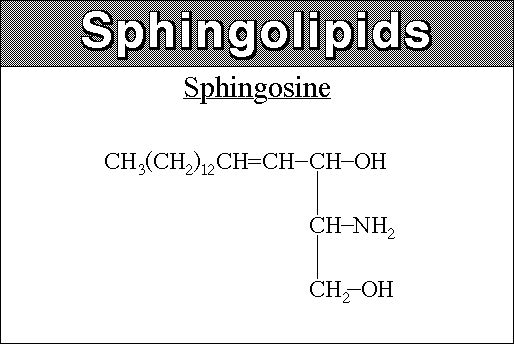 Sphingolipids
Sphingosine
CH₃(CH₂)₁₂CH=CH–CH–OH
CH–NH₂
CH₂–OH